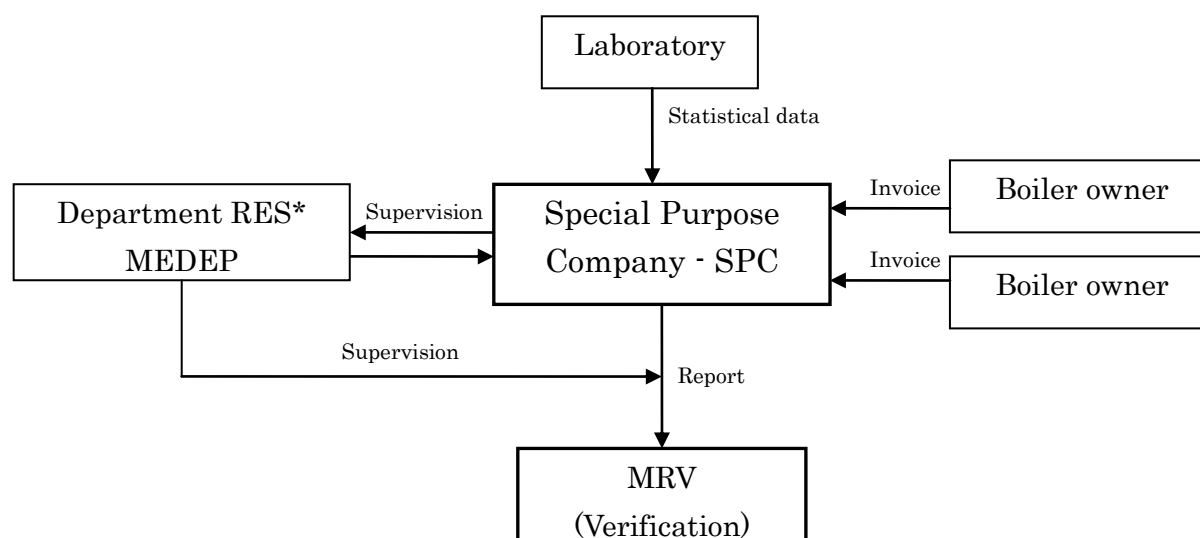 Laboratory
Statistical data
Department RES*
MEDEP
Supervision
Special Purpose
Company - SPC
Invoice
Boiler owner
Invoice
Boiler owner
Supervision
Report
MRV
(Verification)